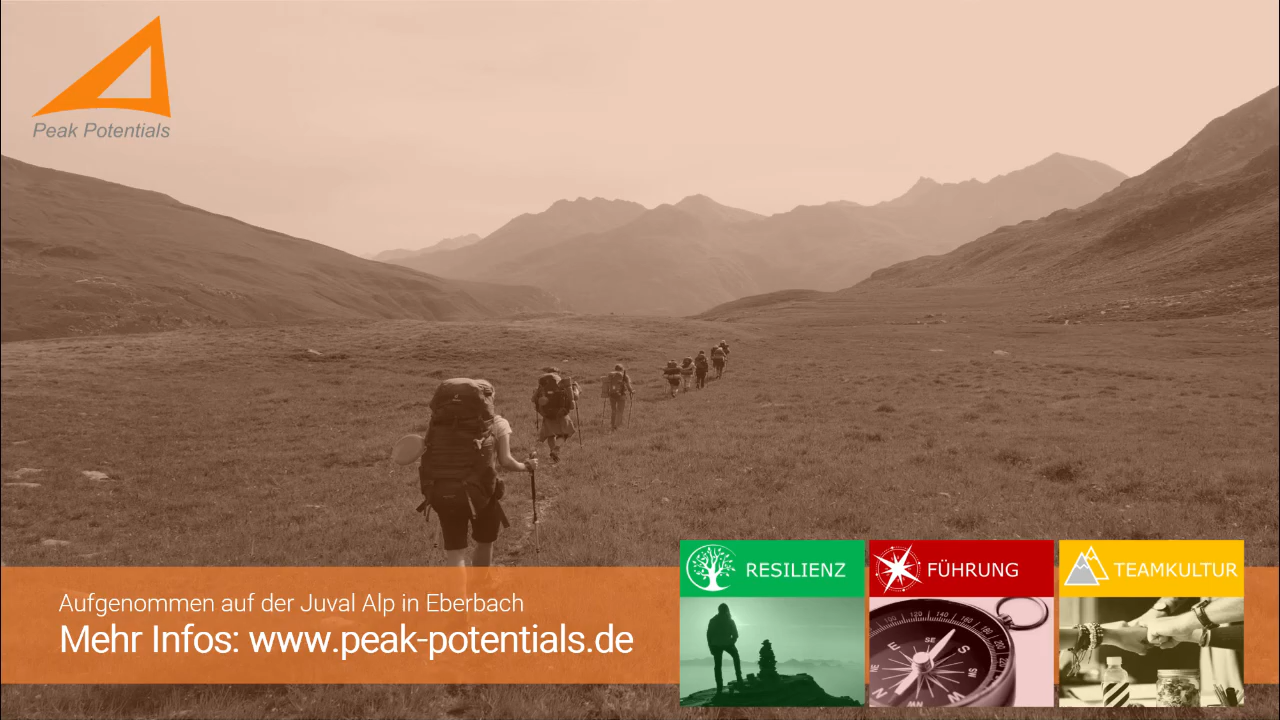 Peak Potentials
RESILIENZ
FÜHRUNG
TEAMKULTUR
Aufgenommen auf der Juval Alp in Eberbach
Mehr Infos: www.peak-potentials.de